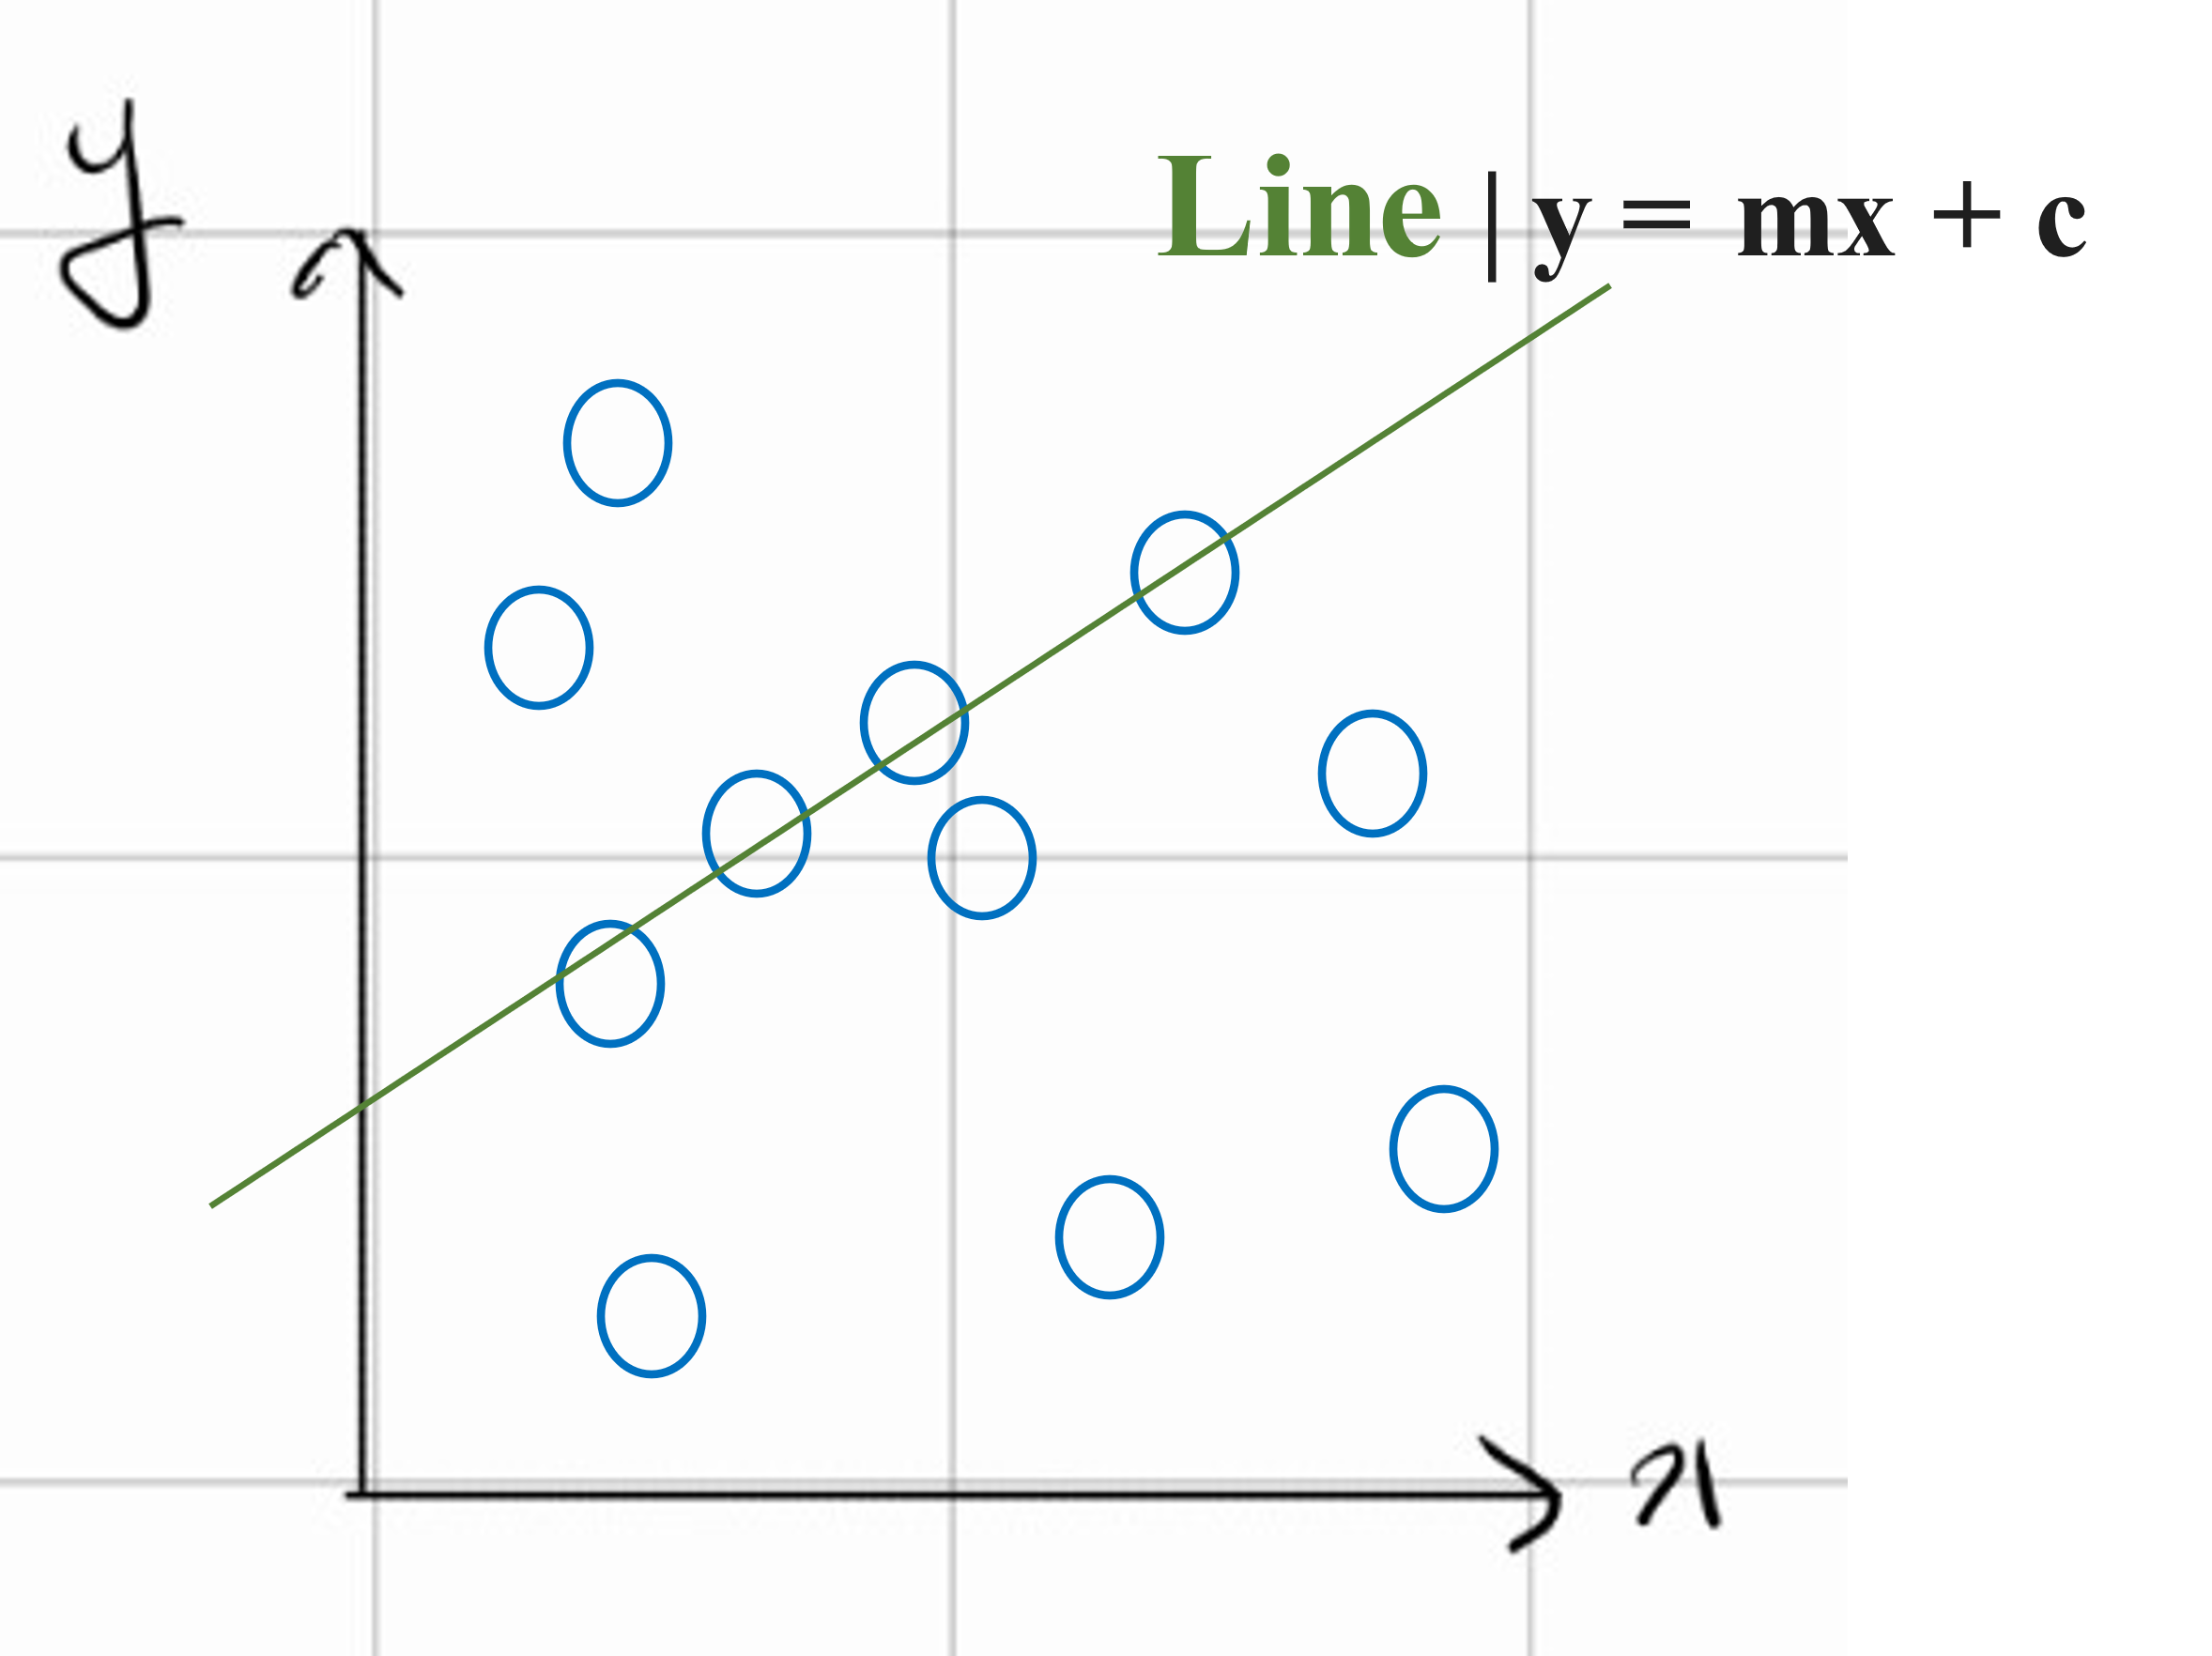 y
Line | y = mx + c
x